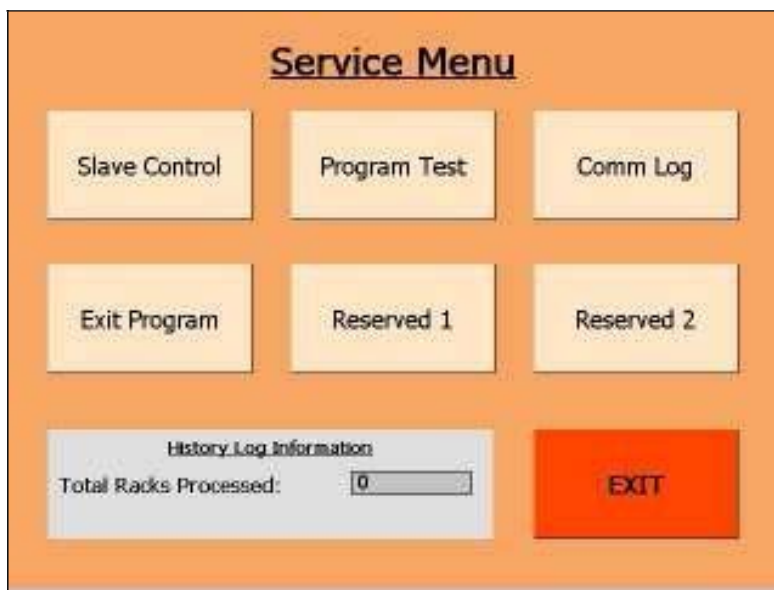 Service Menu
Slave Control
Program Test
Comm Log
Exit Program
Reserved 1
Reserved 2
History Log Information
Total Racks Processed: 0
EXIT